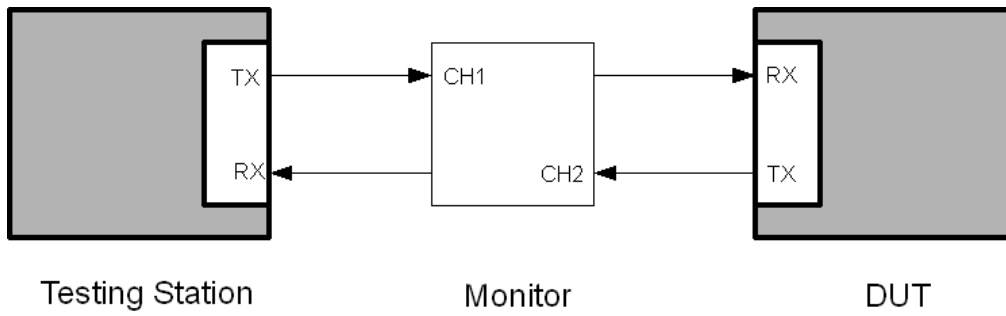 TX
CH1
RX
RX
CH2
TX
Testing Station
Monitor
DUT